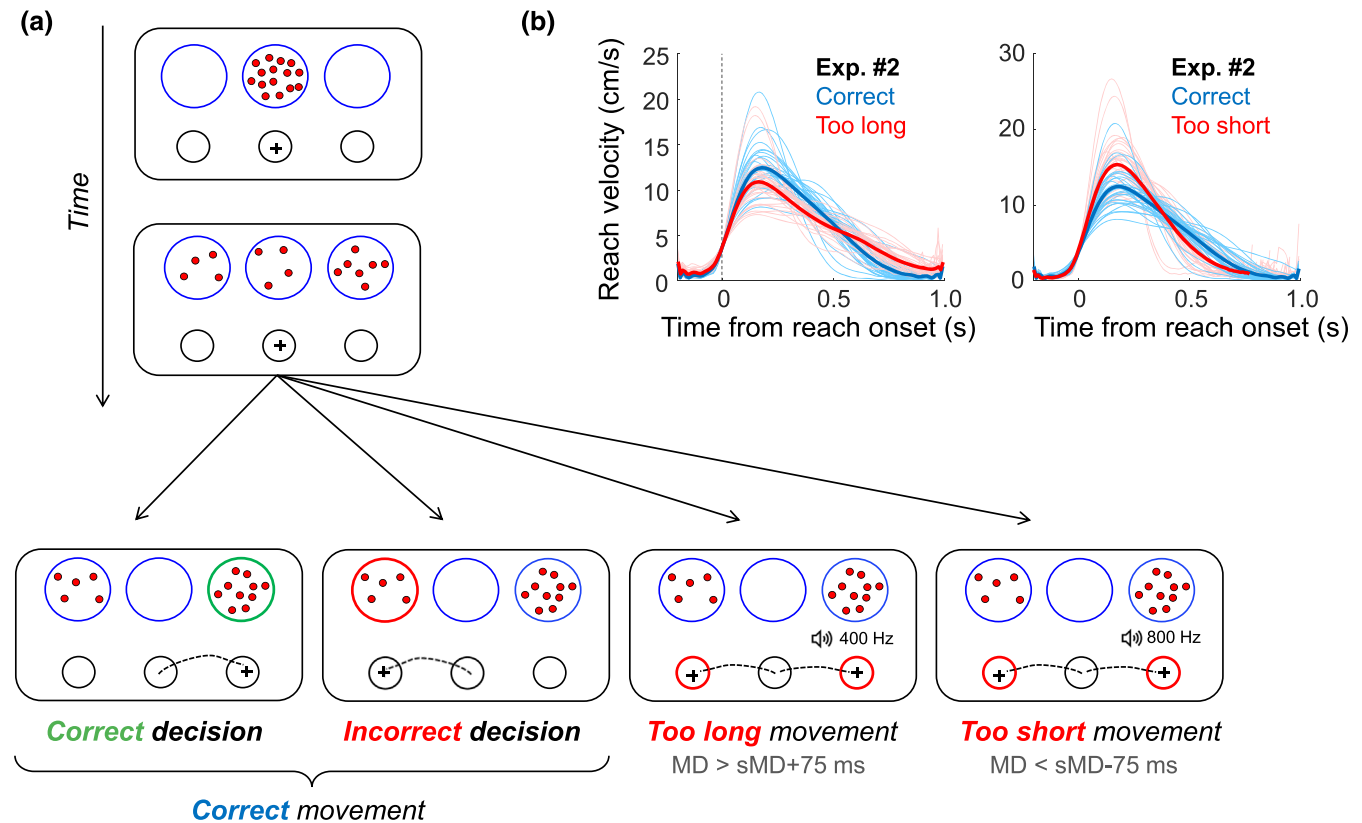 (a)
Time
Correct decision
Incorrect decision
Correct movement
400 Hz
Too long movement
MD > sMD+75 ms
800 Hz
Too short movement
MD < sMD-75 ms
(b)
Reach velocity (cm/s)
25
20
15
10
5
0
Exp. #2
Correct
Too long
0
0.5
1.0
Time from reach onset (s)
30
20
10
0
Exp. #2
Correct
Too short
0
0.5
1.0
Time from reach onset (s)